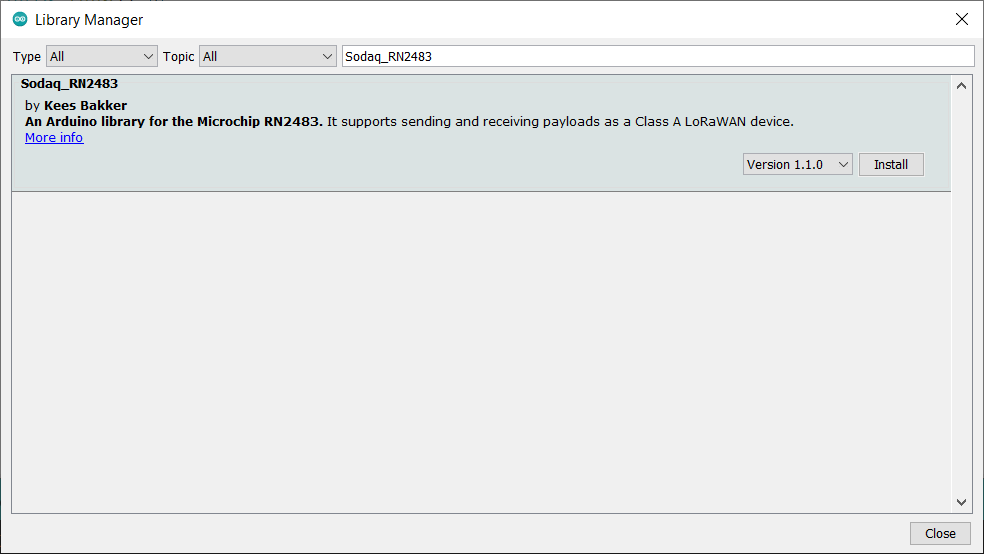 Library Manager
Type All Topic All Sodaq_RN2483
Sodaq_RN2483
by Kees Bakker
An Arduino library for the Microchip RN2483. It supports sending and receiving payloads as a Class A LoRaWAN device.
More info
Version 1.1.0 Install
Close